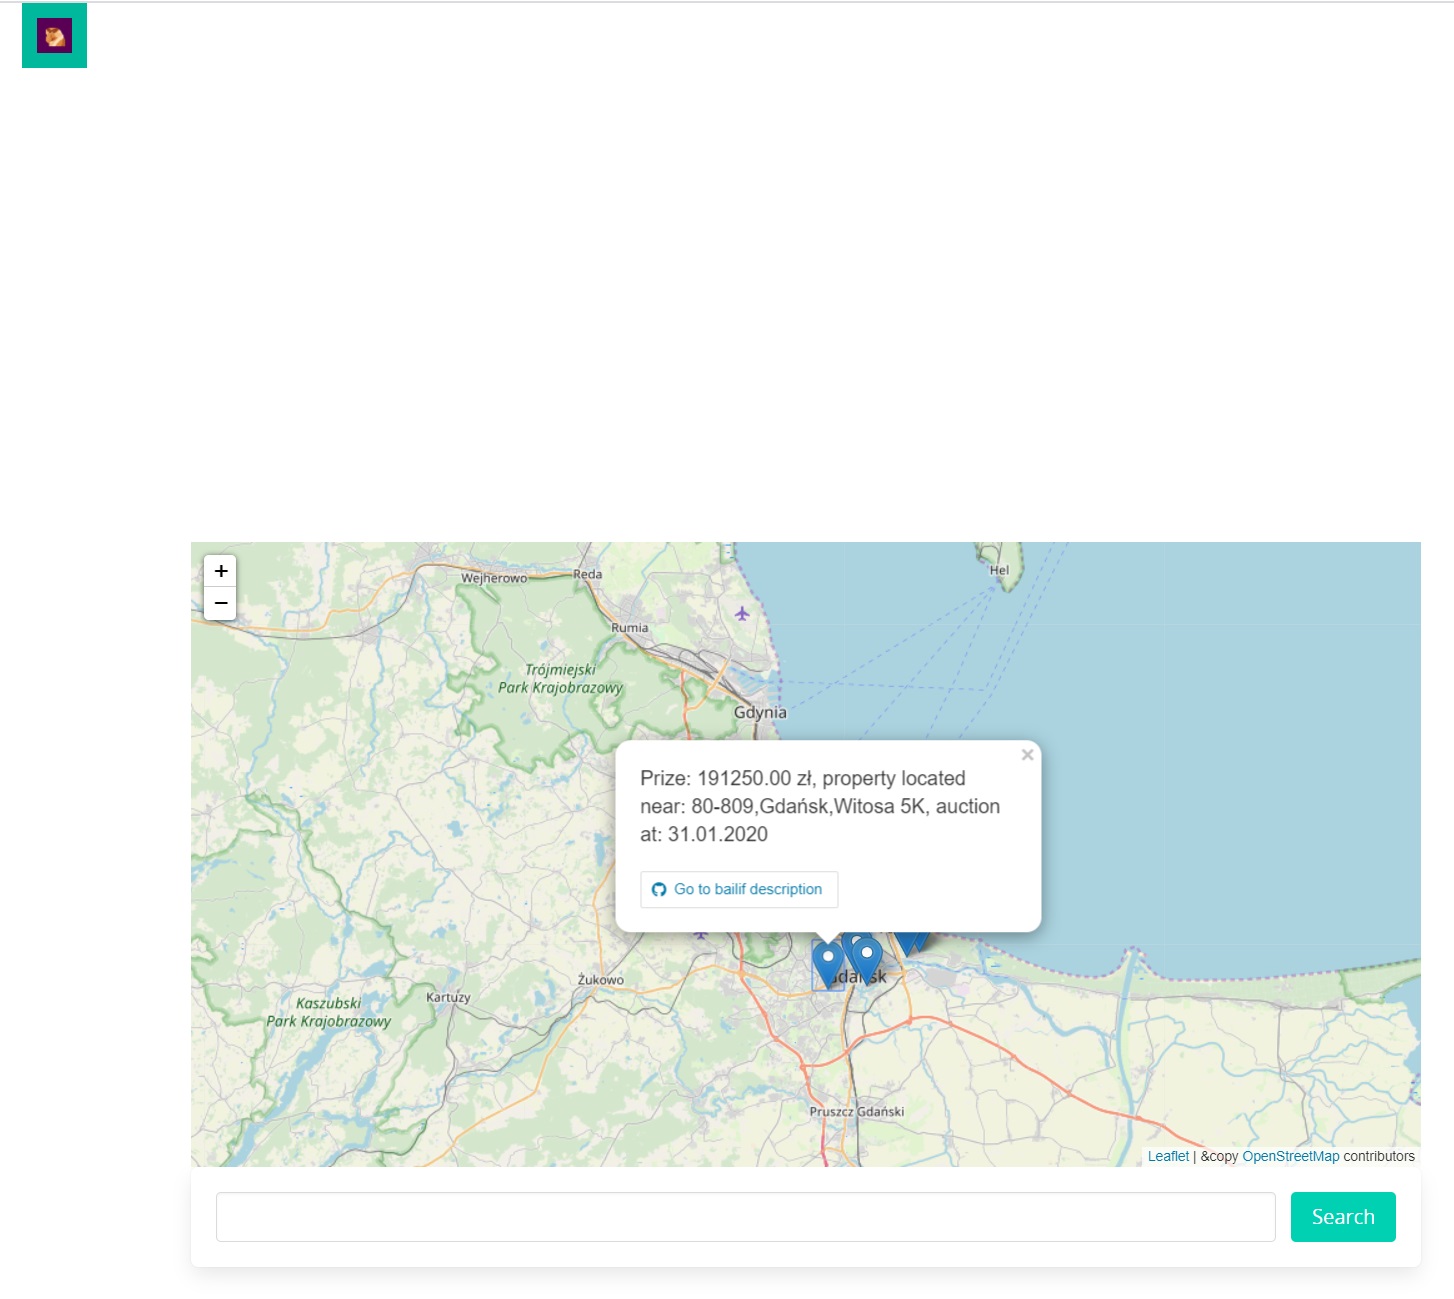 +
−
Wejherowo
Reda
Hel
Rumia
Trójmiejski
Park Krajobrazowy
Gdynia
×
Prize: 191250.00 zł, property located
near: 80-809,Gdańsk,Witosa 5K, auction
at: 31.01.2020
Go to bailif description
Żukowo
Kartuzy
Kaszubski
Park Krajobrazowy
Pruszcz Gdański
Leaflet | &copy OpenStreetMap contributors
Search